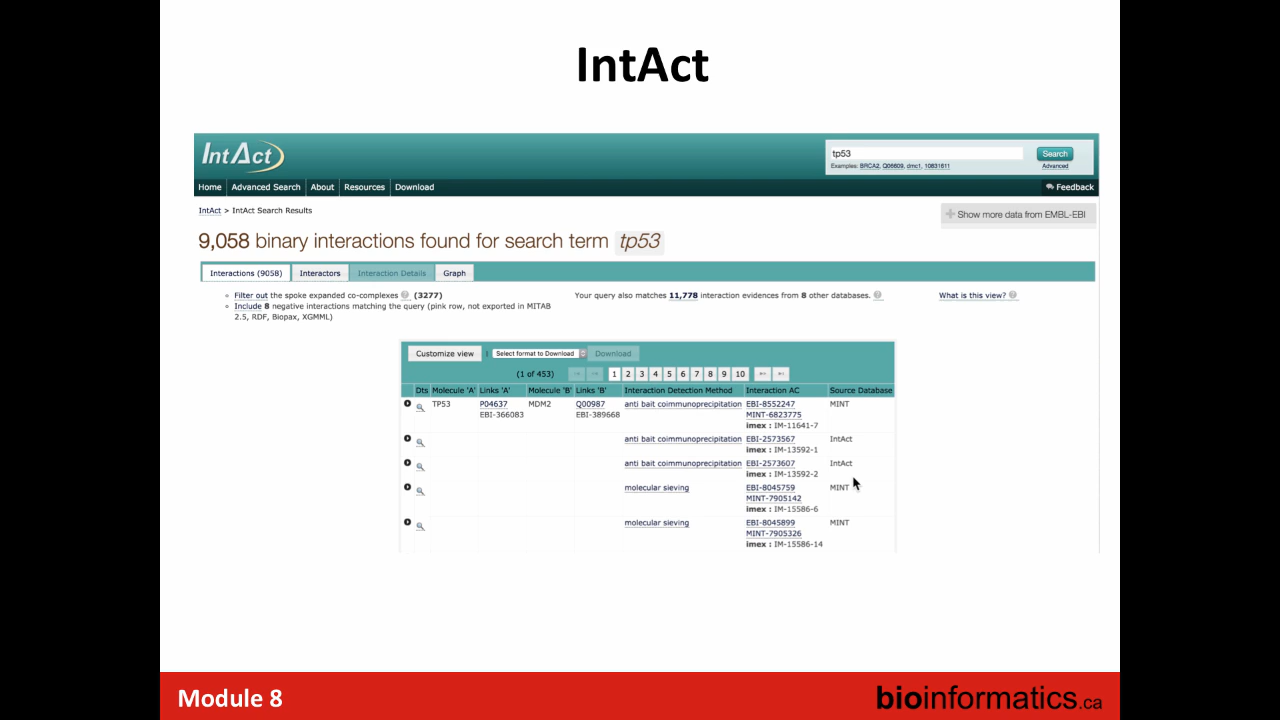 IntAct
IntAct
tp53
Search
Examples: BRCA2, Q06609, dmc1, 10831611
Advanced
Home Advanced Search About Resources Download Feedback
IntAct > IntAct Search Results
Show more data from EMBL-EBI
9,058 binary interactions found for search term tp53
Interactions (9058) Interactors Interaction Details Graph
Filter out the spoke expanded co-complexes ? (3277)
Include 8 negative interactions matching the query (pink row, not exported in MITAB
2.5, RDF, Biopax, XGMML)
Your query also matches 11,778 interaction evidences from 8 other databases. ?
What is this view? ?
Customize view Select format to Download Download
(1 of 453) 1 2 3 4 5 6 7 8 9 10
Dts Molecule 'A' Links 'A' Molecule 'B' Links 'B' Interaction Detection Method Interaction AC Source Database
TP53 P04637 MDM2 Q00987 anti bait coimmunoprecipitation EBI-8552247 MINT
EBI-366083 EBI-389668 MINT-6823775
imex : IM-11641-7
anti bait coimmunoprecipitation EBI-2573567 IntAct
imex : IM-13592-1
anti bait coimmunoprecipitation EBI-2573607 IntAct
imex : IM-13592-2
molecular sieving EBI-8045759 MINT
MINT-7905142
imex : IM-15586-6
molecular sieving EBI-8045899 MINT
MINT-7905326
imex : IM-15586-14
Module 8
bioinformatics.ca